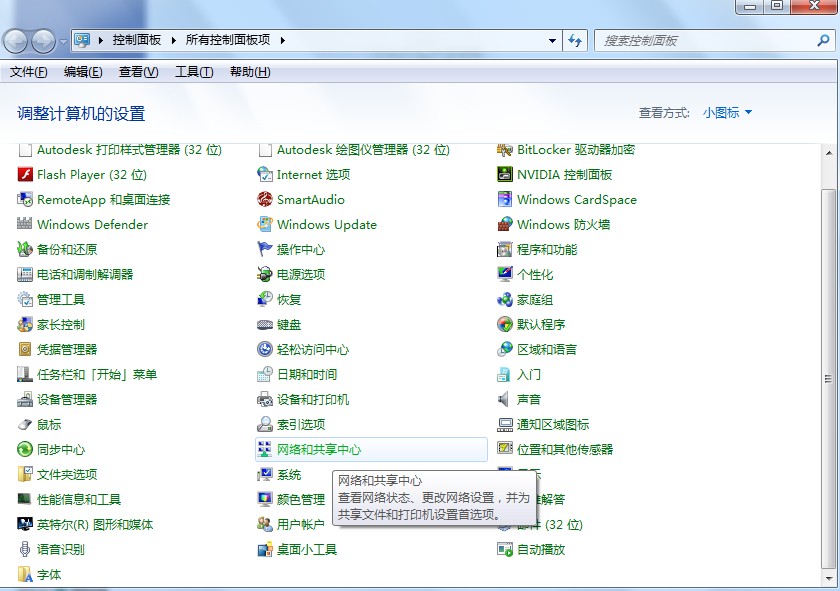 控制面板 所有控制面板项
搜索控制面板
文件(F) 编辑(E) 查看(V) 工具(T) 帮助(H)
调整计算机的设置
查看方式: 小图标
Autodesk 打印样式管理器 (32 位) Autodesk 绘图仪管理器 (32 位) BitLocker 驱动器加密
Flash Player (32 位) Internet 选项 NVIDIA 控制面板
RemoteApp 和桌面连接 SmartAudio Windows CardSpace
Windows Defender Windows Update Windows 防火墙
备份和还原 操作中心 程序和功能
电话和调制解调器 电源选项 个性化
管理工具 恢复 家庭组
家长控制 键盘 默认程序
凭据管理器 轻松访问中心 区域和语言
任务栏和「开始」菜单 日期和时间 入门
设备管理器 设备和打印机 声音
鼠标 索引选项 通知区域图标
同步中心 网络和共享中心 位置和其他传感器
文件夹选项 系统
性能信息和工具 颜色管理 解答
英特尔(R) 图形和媒体 用户帐户 邮件 (32 位)
语音识别 桌面小工具 自动播放
字体
网络和共享中心
查看网络状态、更改网络设置，并为
共享文件和打印机设置首选项。